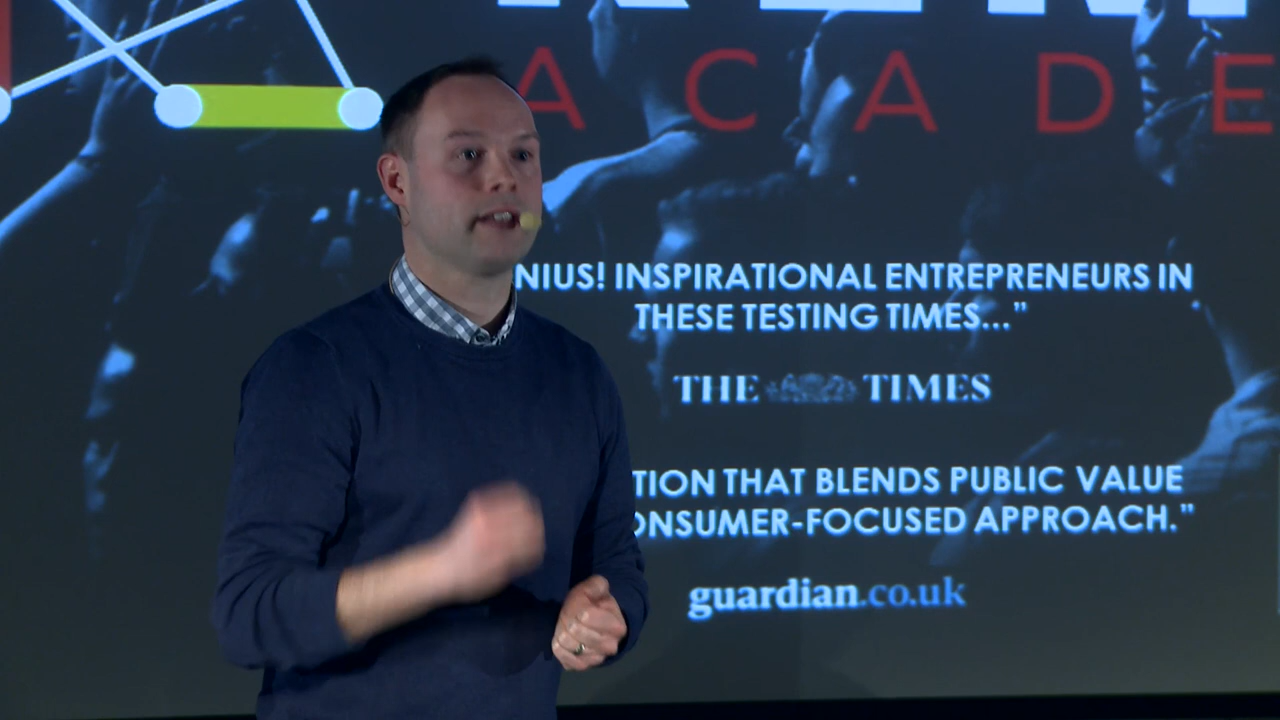 ACADE
NIUS! INSPIRATIONAL ENTREPRENEURS IN
THESE TESTING TIMES..."
THE TIMES
TION THAT BLENDS PUBLIC VALUE
ONSUMER-FOCUSED APPROACH."
guardian.co.uk